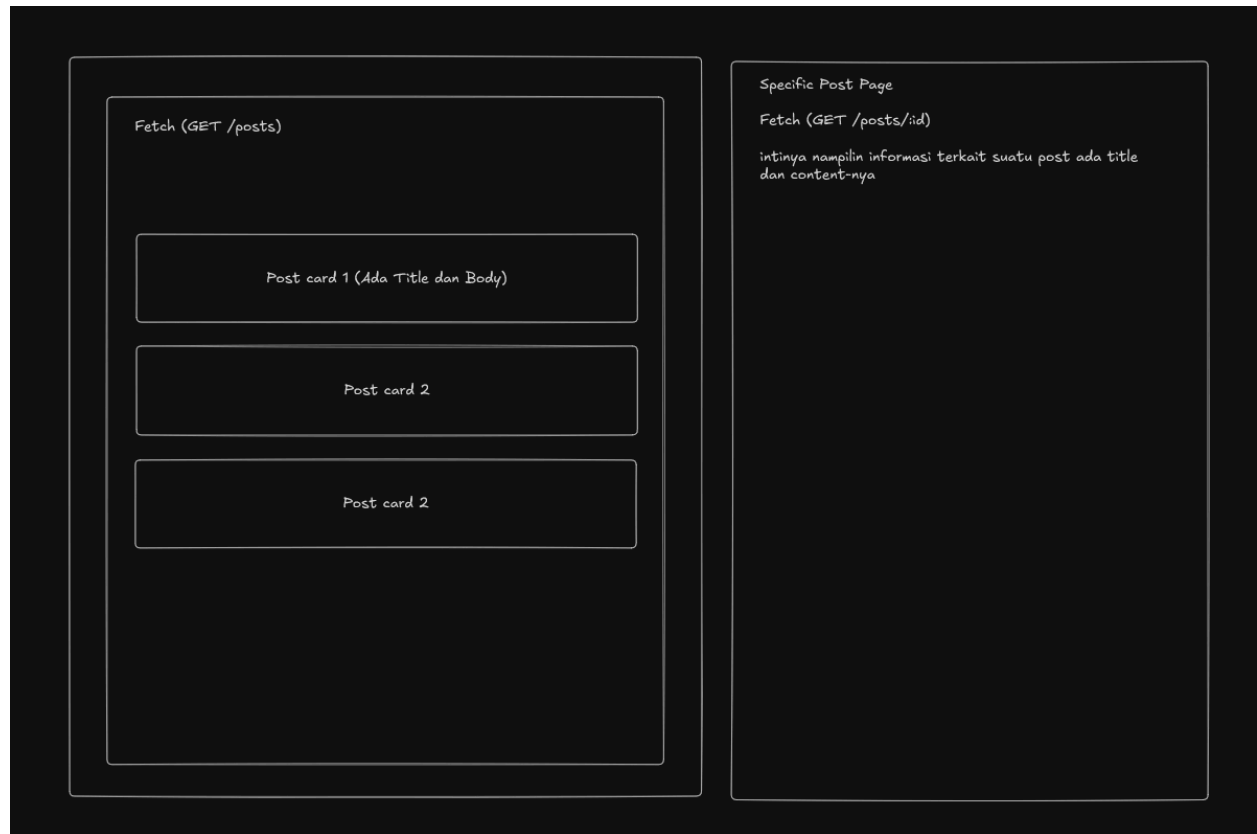 Fetch (GET /posts)
Post card 1 (Ada Title dan Body)
Post card 2
Post card 2
Specific Post Page
Fetch (GET /posts/:id)
intinya nampilin informasi terkait suatu post ada title
dan content-nya